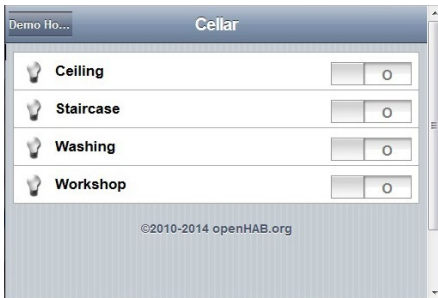 Demo Ho...
Cellar
Ceiling
O
Staircase
O
Washing
O
Workshop
O
©2010-2014 openHAB.org